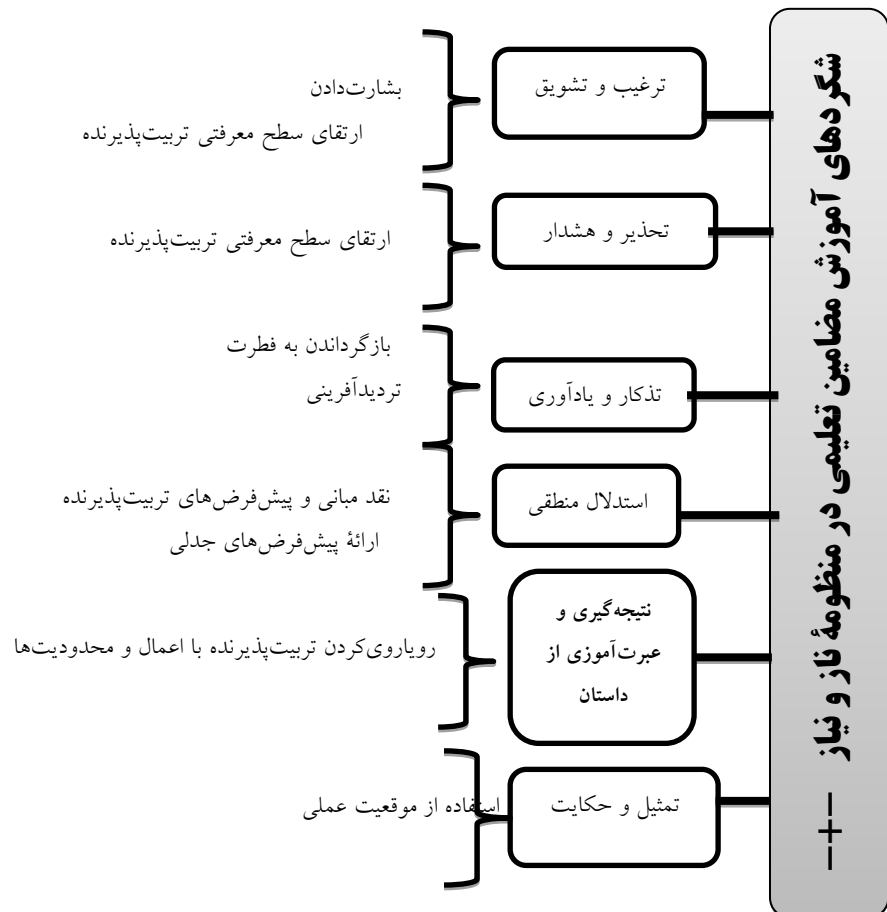 شگردهای آموزش مضامین تعلیمی در منظومهٔ ناز و نیاز
ترغیب و تشویق
بشارت‌دادن
ارتقای سطح معرفتی تربیت‌پذیرنده
تحذیر و هشدار
ارتقای سطح معرفتی تربیت‌پذیرنده
تذکار و یادآوری
بازگرداندن به فطرت
تردیدآفرینی
استدلال منطقی
نقد مبانی و پیش‌فرض‌های تربیت‌پذیرنده
ارائهٔ پیش‌فرض‌های جدلی
نتیجه‌گیری و
عبرت‌آموزی از
داستان
رویاروی‌کردن تربیت‌پذیرنده با اعمال و محدودیت‌ها
تمثیل و حکایت
استفاده از موقعیت عملی